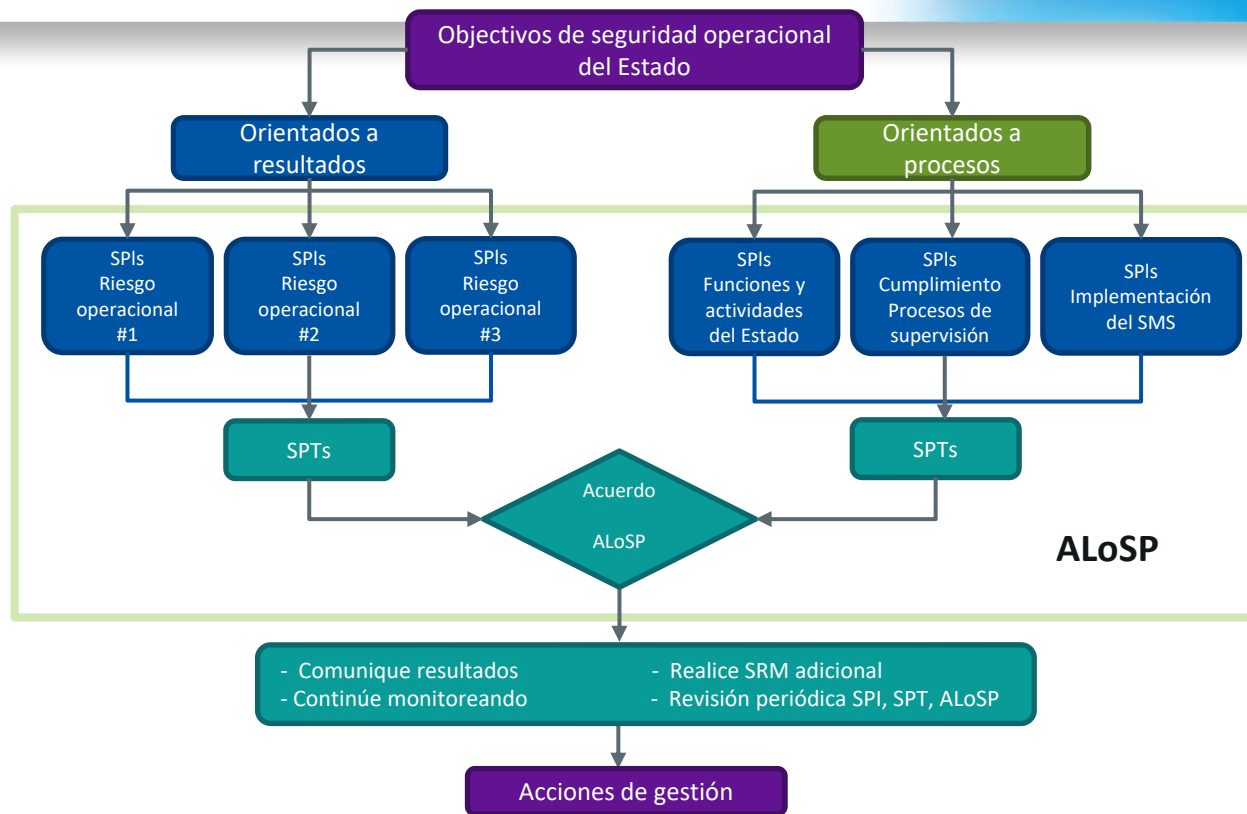 Objectivos de seguridad operacional
del Estado
Orientados a
resultados
Orientados a
procesos
SPIs
Riesgo
operacional
#1
SPIs
Riesgo
operacional
#2
SPIs
Riesgo
operacional
#3
SPIs
Funciones y
actividades
del Estado
SPIs
Cumplimiento
Procesos de
supervisión
SPIs
Implementación
del SMS
SPTs
SPTs
Acuerdo
ALoSP
ALoSP
- Comunique resultados
- Continúe monitoreando
- Realice SRM adicional
- Revisión periódica SPI, SPT, ALoSP
Acciones de gestión